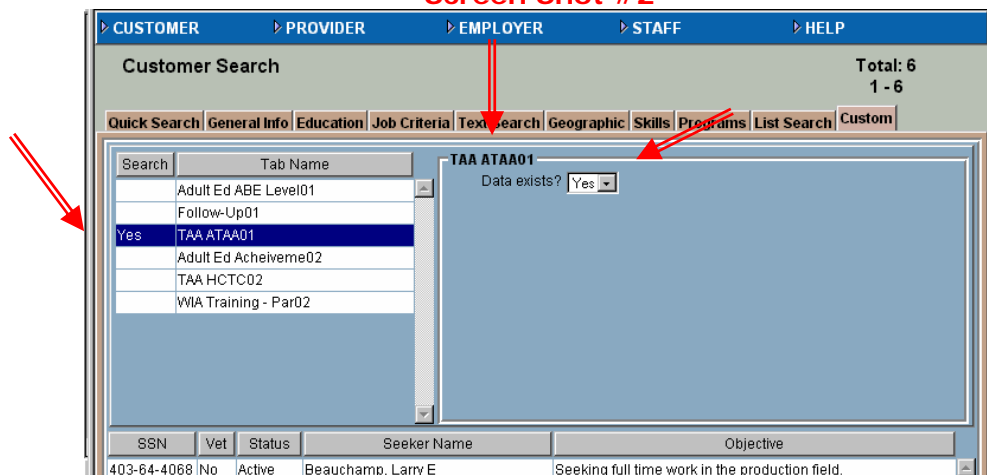 Screen Shot #2
CUSTOMER PROVIDER EMPLOYER STAFF HELP
Customer Search Total: 6
1 - 6
Quick Search General Info Education Job Criteria Text Search Geographic Skills Programs List Search Custom
Search Tab Name
TAA ATAA01
Data exists? Yes
Adult Ed ABE Level01
Follow-Up01
Yes TAA ATAA01
Adult Ed Acheiveme02
TAA HCTC02
WIA Training - Par02
SSN Vet Status Seeker Name Objective
403-64-4068 No Active Beauchamp, Larry E Seeking full time work in the production field.